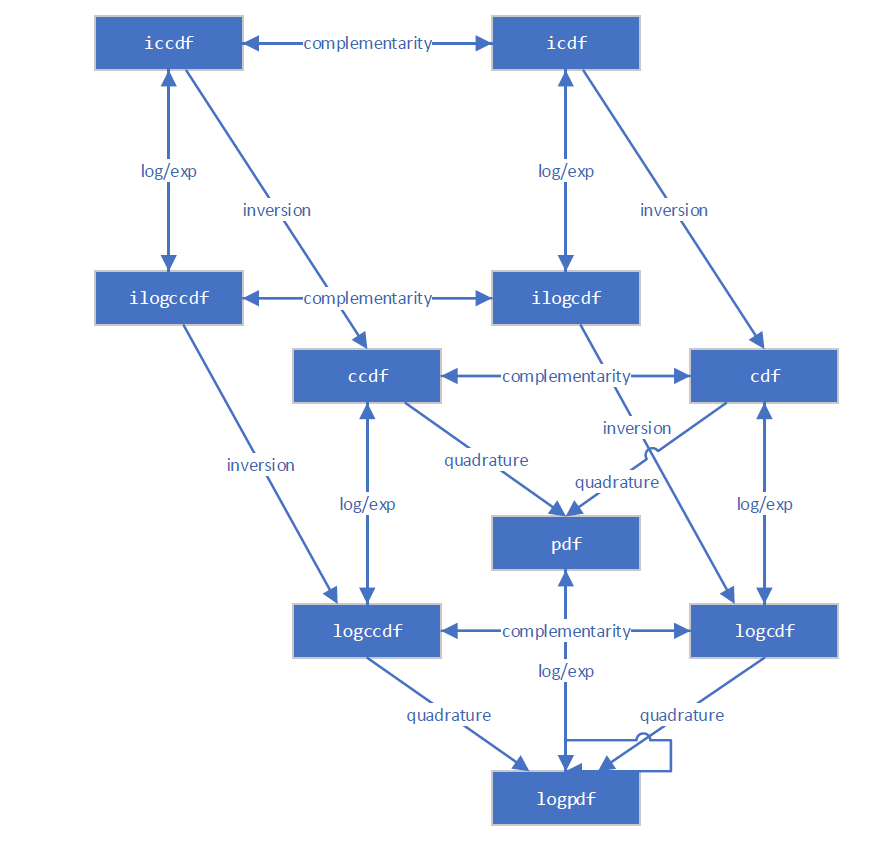 iccdf
complementarity
icdf
log/exp
log/exp
inversion
inversion
ilogccdf
complementarity
ilogcdf
ccdf
complementarity
cdf
inversion
inversion
quadrature
quadrature
log/exp
log/exp
pdf
logccdf
complementarity
logcdf
log/exp
quadrature
quadrature
logpdf